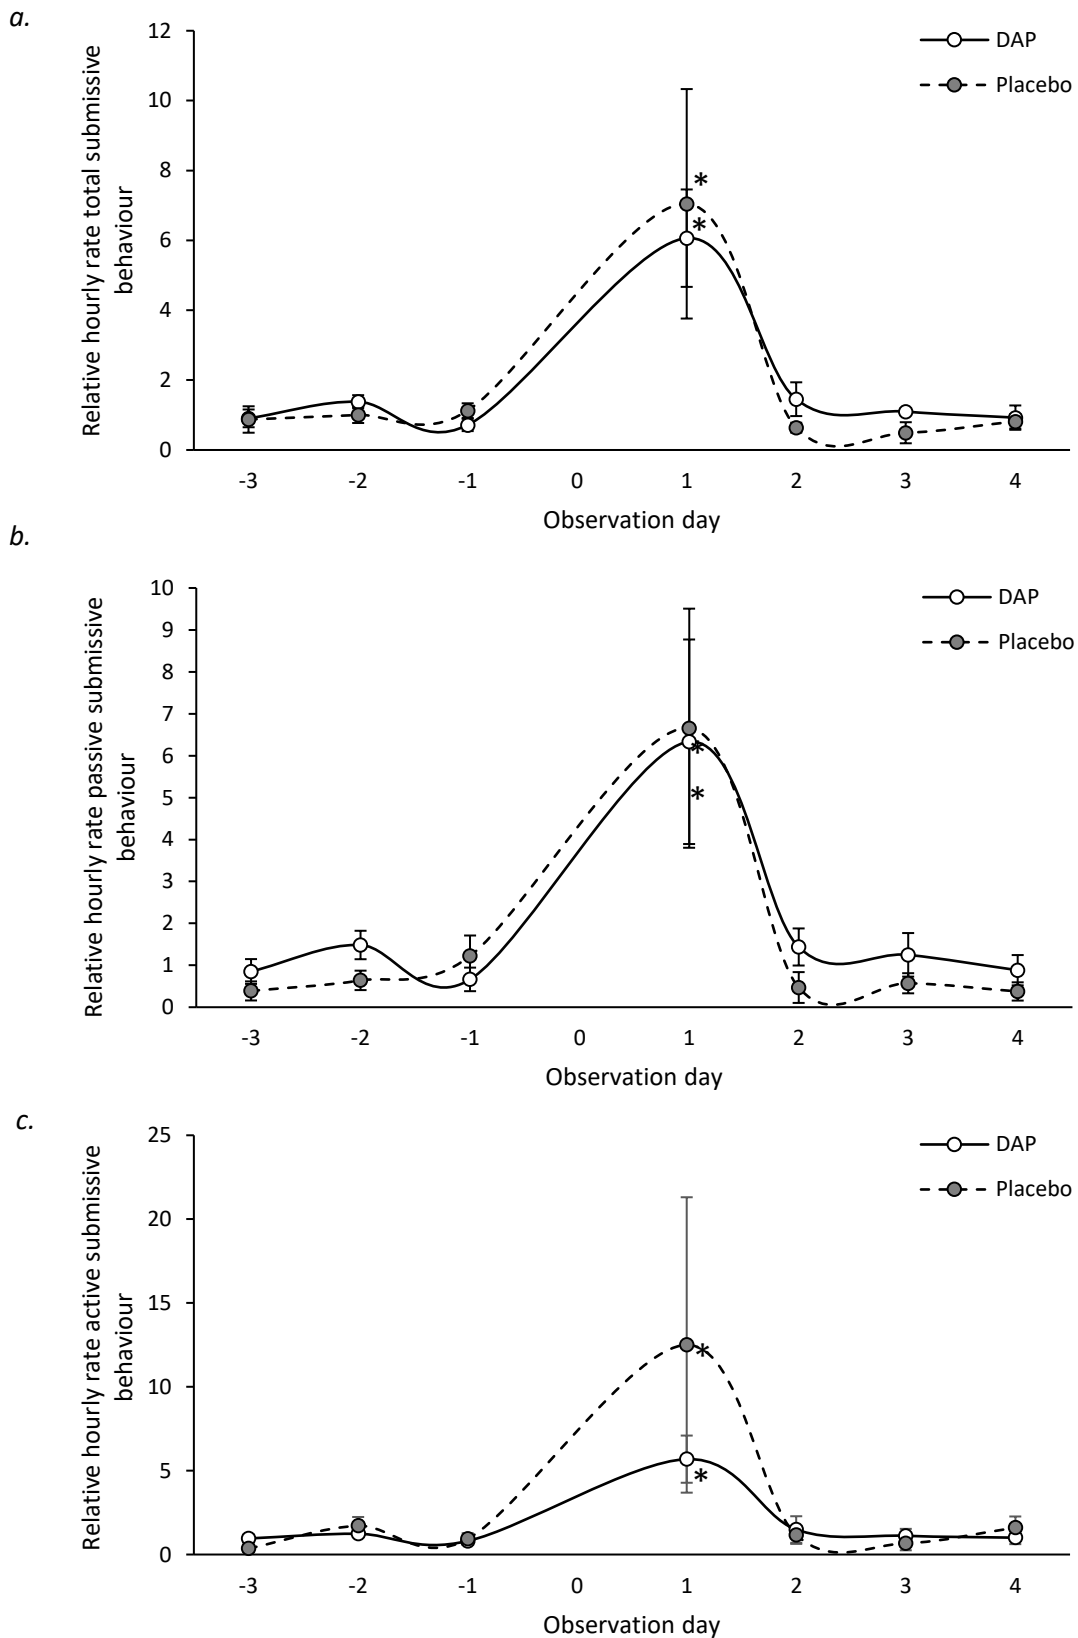 a.
12
10
8
6
4
2
0
Relative hourly rate total submissive
behaviour
DAP
Placebo
*
*
-3 -2 -1 0 1 2 3 4
Observation day
b.
10
9
8
7
6
5
4
3
2
1
0
Relative hourly rate passive submissive
behaviour
DAP
Placebo
*
*
-3 -2 -1 0 1 2 3 4
Observation day
c.
25
20
15
10
5
0
Relative hourly rate active submissive
behaviour
DAP
Placebo
*
*
-3 -2 -1 0 1 2 3 4
Observation day